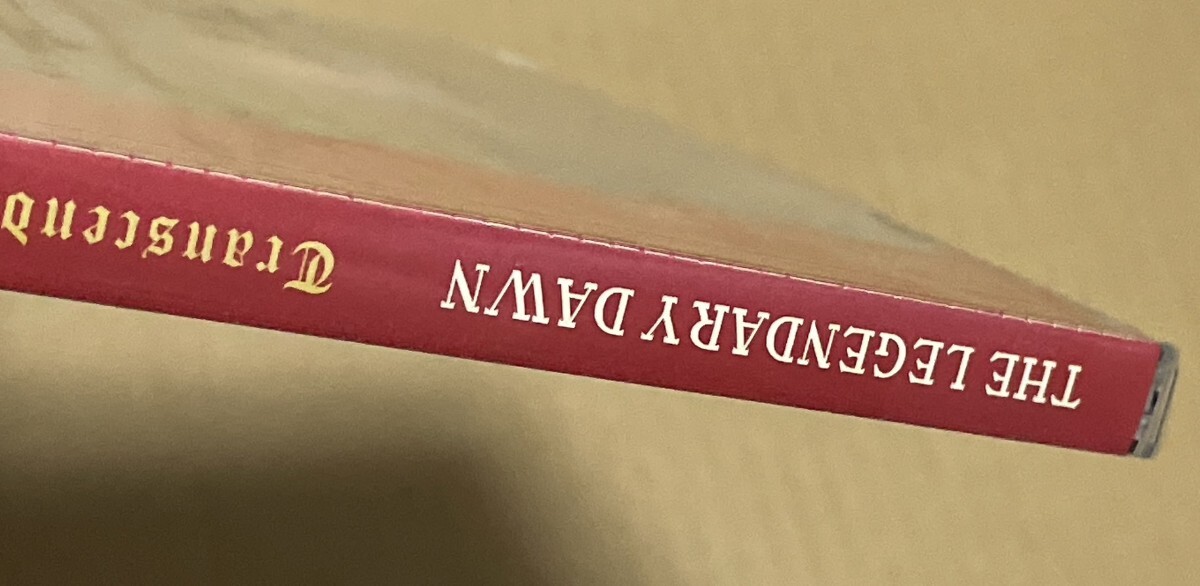 THE LEGENDARY DAWN Transcend